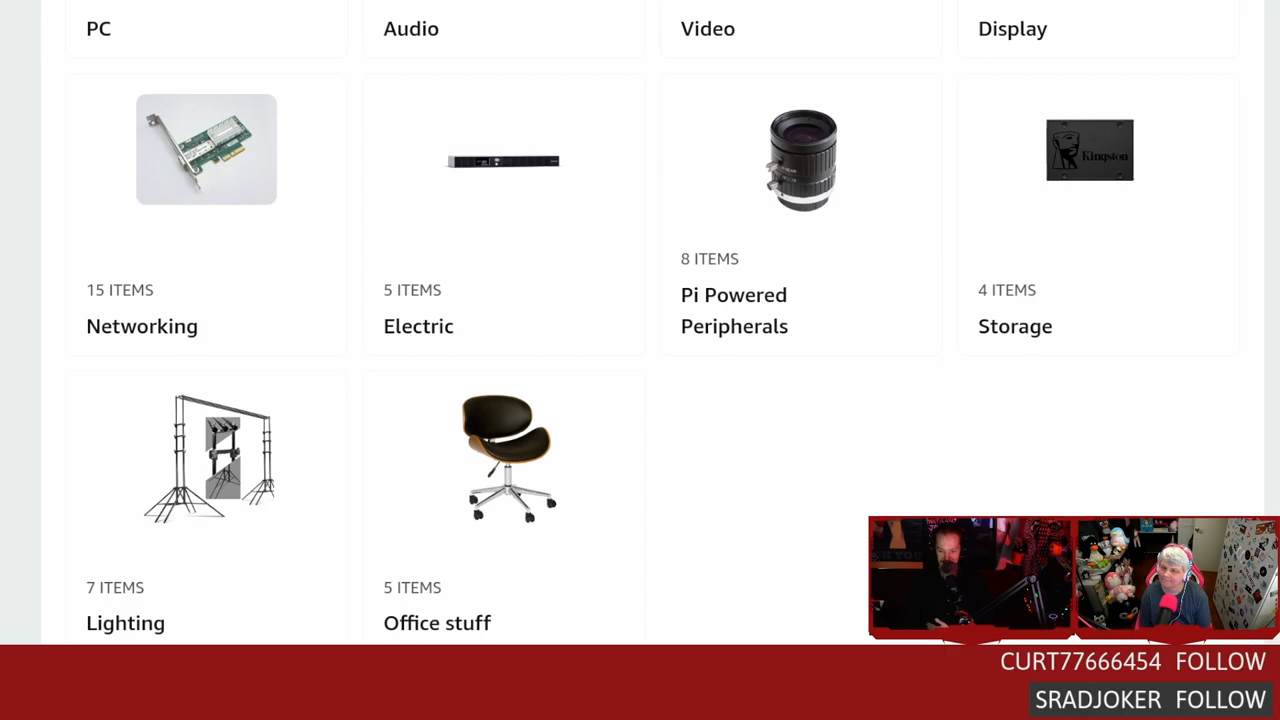 PC
Audio
Video
Display
Kingston
15 ITEMS
Networking
5 ITEMS
Electric
8 ITEMS
Pi Powered
Peripherals
4 ITEMS
Storage
7 ITEMS
Lighting
5 ITEMS
Office stuff
CURT77666454 FOLLOW
SRADJOKER FOLLOW